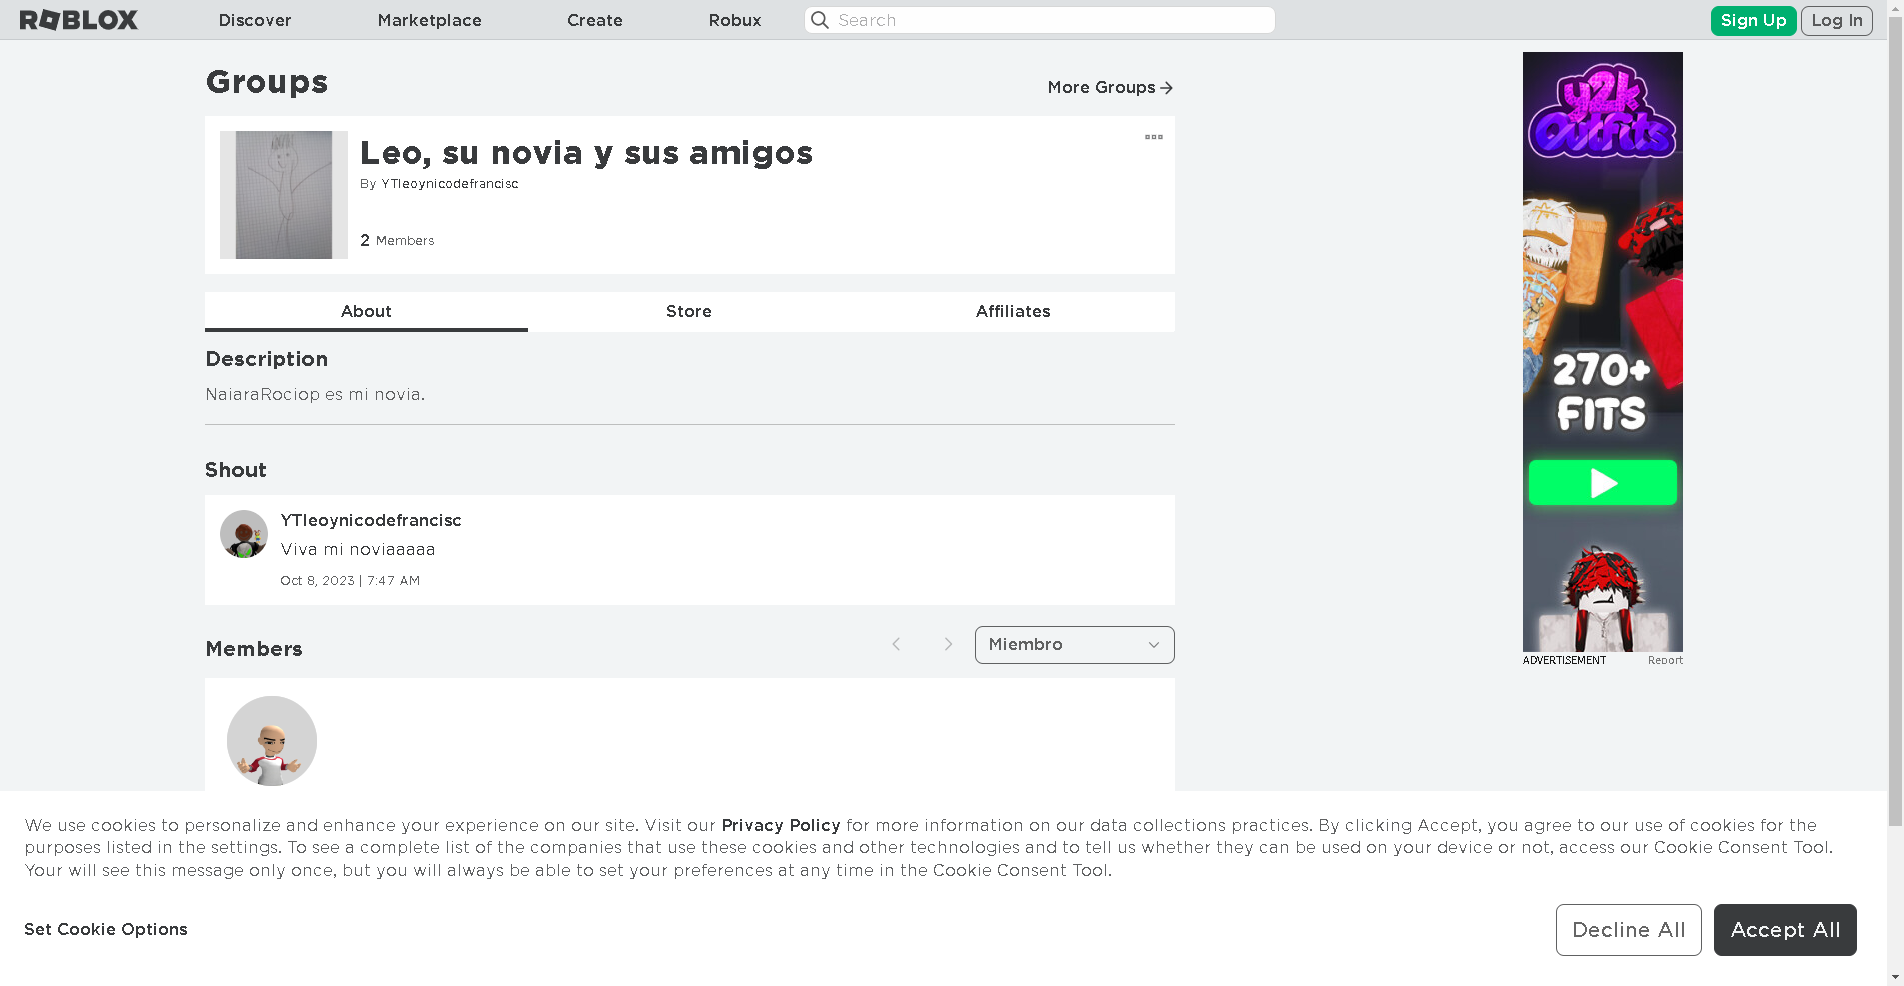 ROBLOX Discover Marketplace Create Robux Search Sign Up Log In
Groups
More Groups
Leo, su novia y sus amigos
By YTleoynicodefrancisc
2 Members
About Store Affiliates
Description
NaiaraRociop es mi novia.
Shout
YTleoynicodefrancisc
Viva mi noviaaaaa
Oct 8, 2023 | 7:47 AM
Members
Miembro
y2k
Outfits
270+
FITS
ADVERTISEMENT Report
We use cookies to personalize and enhance your experience on our site. Visit our Privacy Policy for more information on our data collections practices. By clicking Accept, you agree to our use of cookies for the
purposes listed in the settings. To see a complete list of the companies that use these cookies and other technologies and to tell us whether they can be used on your device or not, access our Cookie Consent Tool.
Your will see this message only once, but you will always be able to set your preferences at any time in the Cookie Consent Tool.
Set Cookie Options
Decline All Accept All